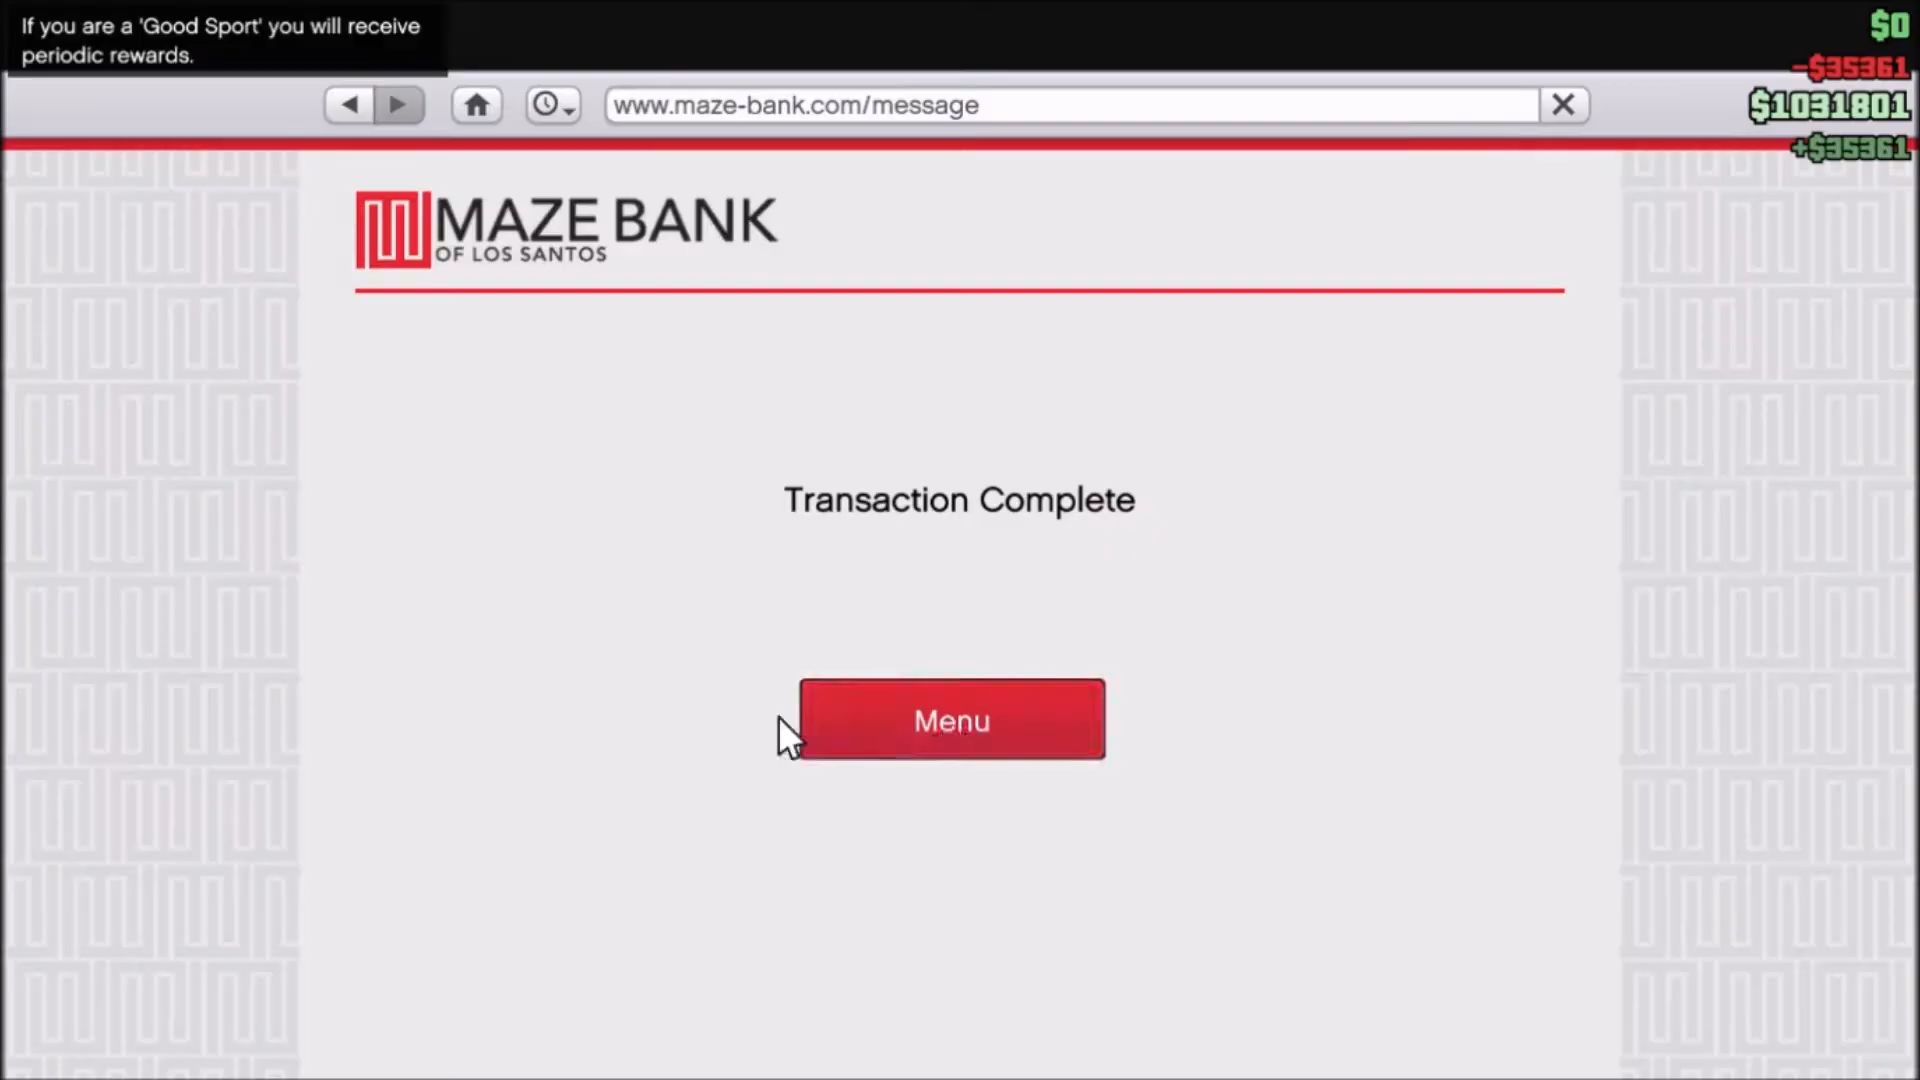 If you are a 'Good Sport' you will receive
periodic rewards.
$0
-$35361
www.maze-bank.com/message
$1031801
+$35361
MAZE BANK
OF LOS SANTOS
Transaction Complete
Menu